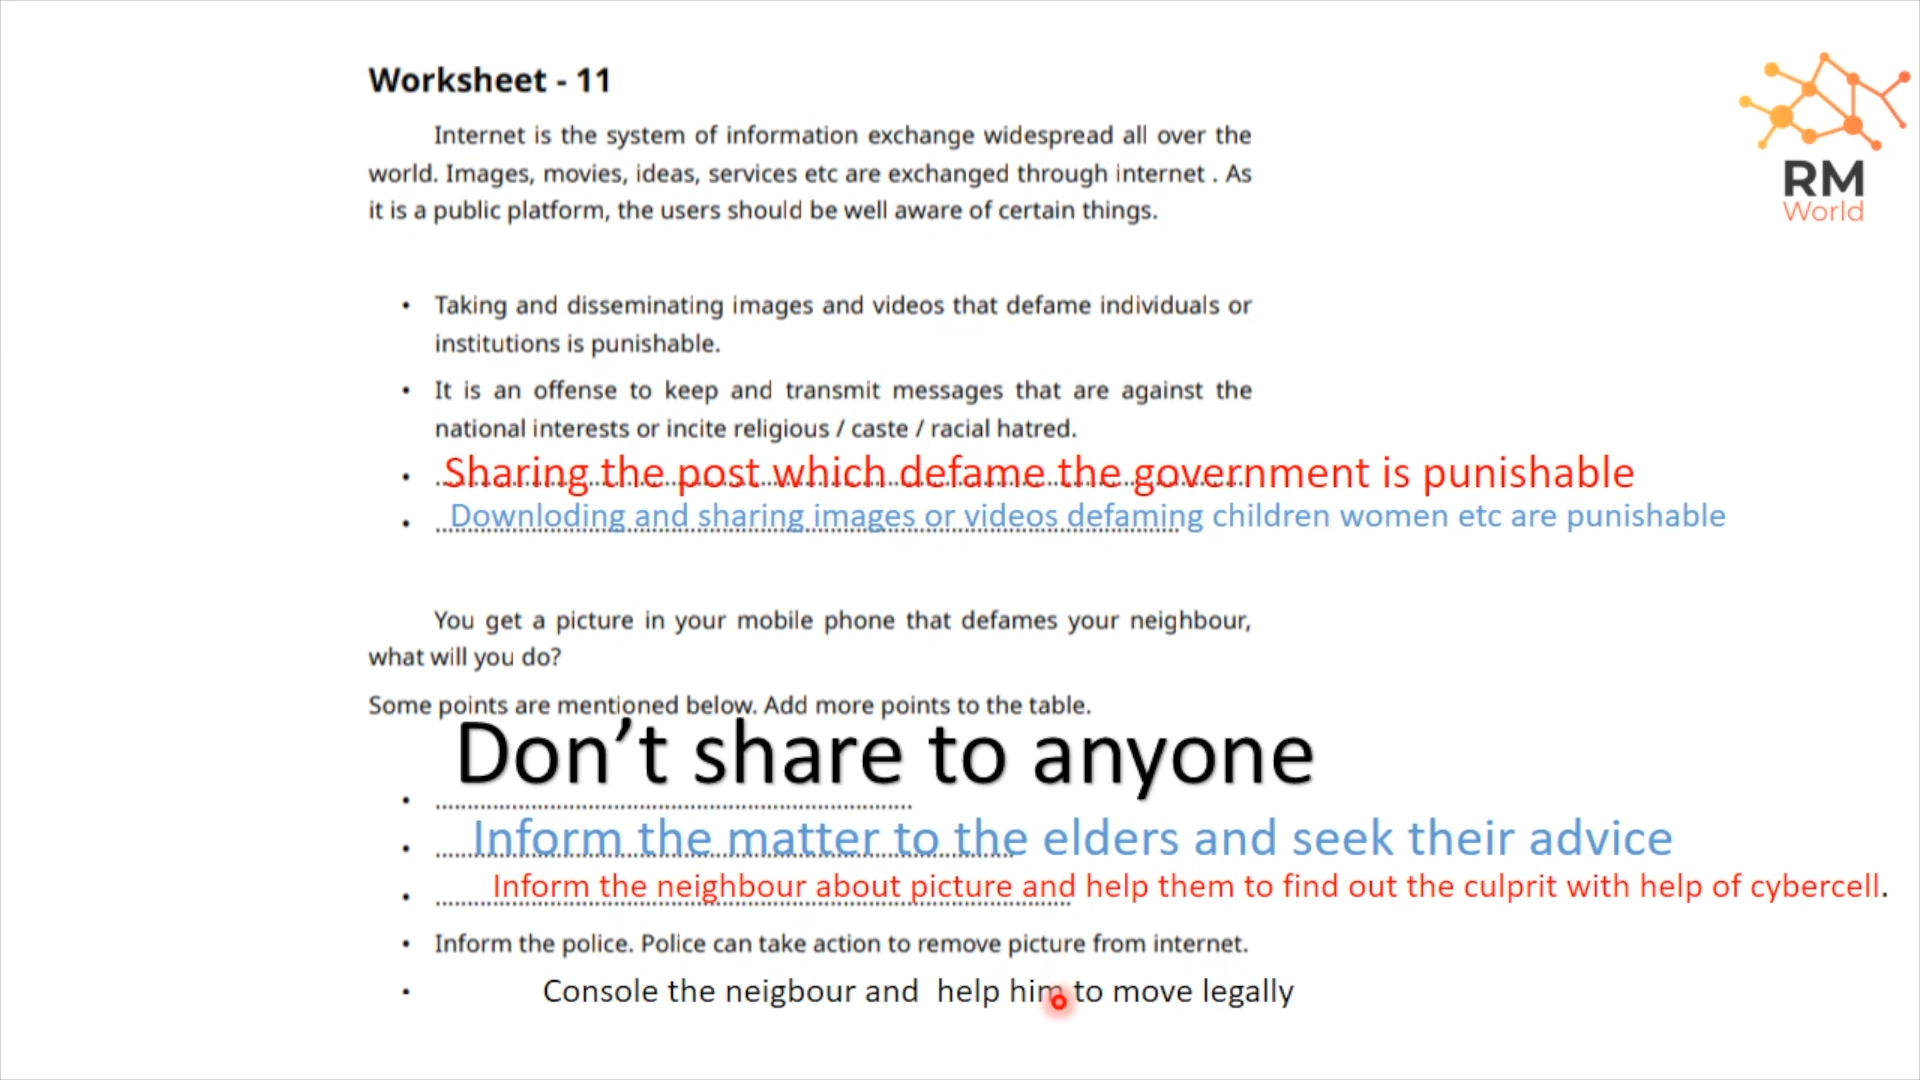 Worksheet - 11
RM
World
Internet is the system of information exchange widespread all over the
world. Images, movies, ideas, services etc are exchanged through internet . As
it is a public platform, the users should be well aware of certain things.
• Taking and disseminating images and videos that defame individuals or
institutions is punishable.
• It is an offense to keep and transmit messages that are against the
national interests or incite religious / caste / racial hatred.
• Sharing the post which defame the government is punishable
• Downloding and sharing images or videos defaming children women etc are punishable
You get a picture in your mobile phone that defames your neighbour,
what will you do?
Some points are mentioned below. Add more points to the table.
• Don’t share to anyone
• Inform the matter to the elders and seek their advice
• Inform the neighbour about picture and help them to find out the culprit with help of cybercell.
• Inform the police. Police can take action to remove picture from internet.
• Console the neigbour and help him to move legally